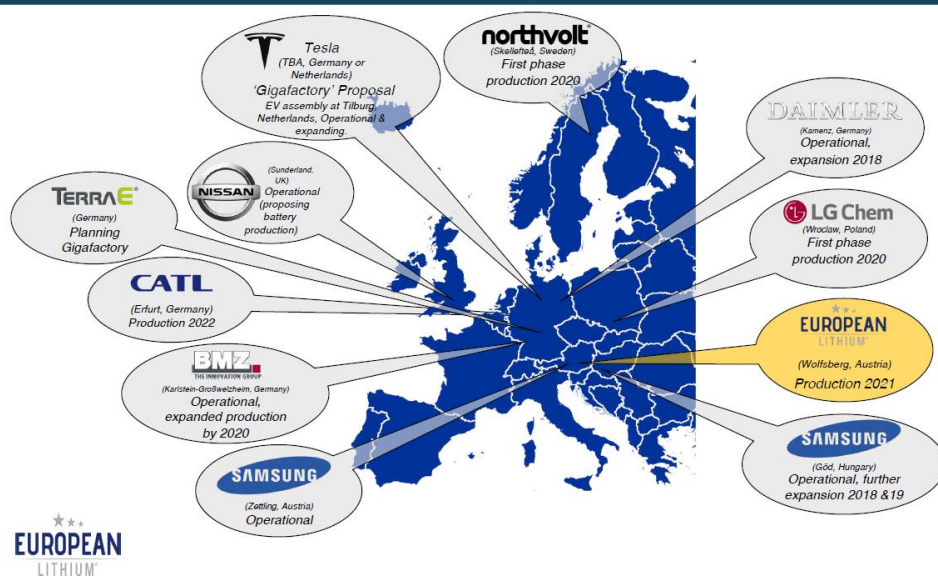 Tesla
(TBA, Germany or
Netherlands)
'Gigafactory' Proposal
EV assembly at Tilburg,
Netherlands, Operational &
expanding.
northvolt
(Skellefteå, Sweden)
First phase
production 2020
DAIMLER
(Kamenz, Germany)
Operational,
expansion 2018
NISSAN
(Sunderland,
UK)
Operational
(proposing
battery
production)
TERRAE
(Germany)
Planning
Gigafactory
LG Chem
(Wroclaw, Poland)
First phase
production 2020
CATL
(Erfurt, Germany)
Production 2022
EUROPEAN
LITHIUM
(Wolfsberg, Austria)
Production 2021
BMZ
THE INNOVATION GROUP
(Karlstein-Großwelzheim, Germany)
Operational,
expanded production
by 2020
SAMSUNG
(Zettling, Austria)
Operational
SAMSUNG
(Göd, Hungary)
Operational, further
expansion 2018 &19
EUROPEAN
LITHIUM